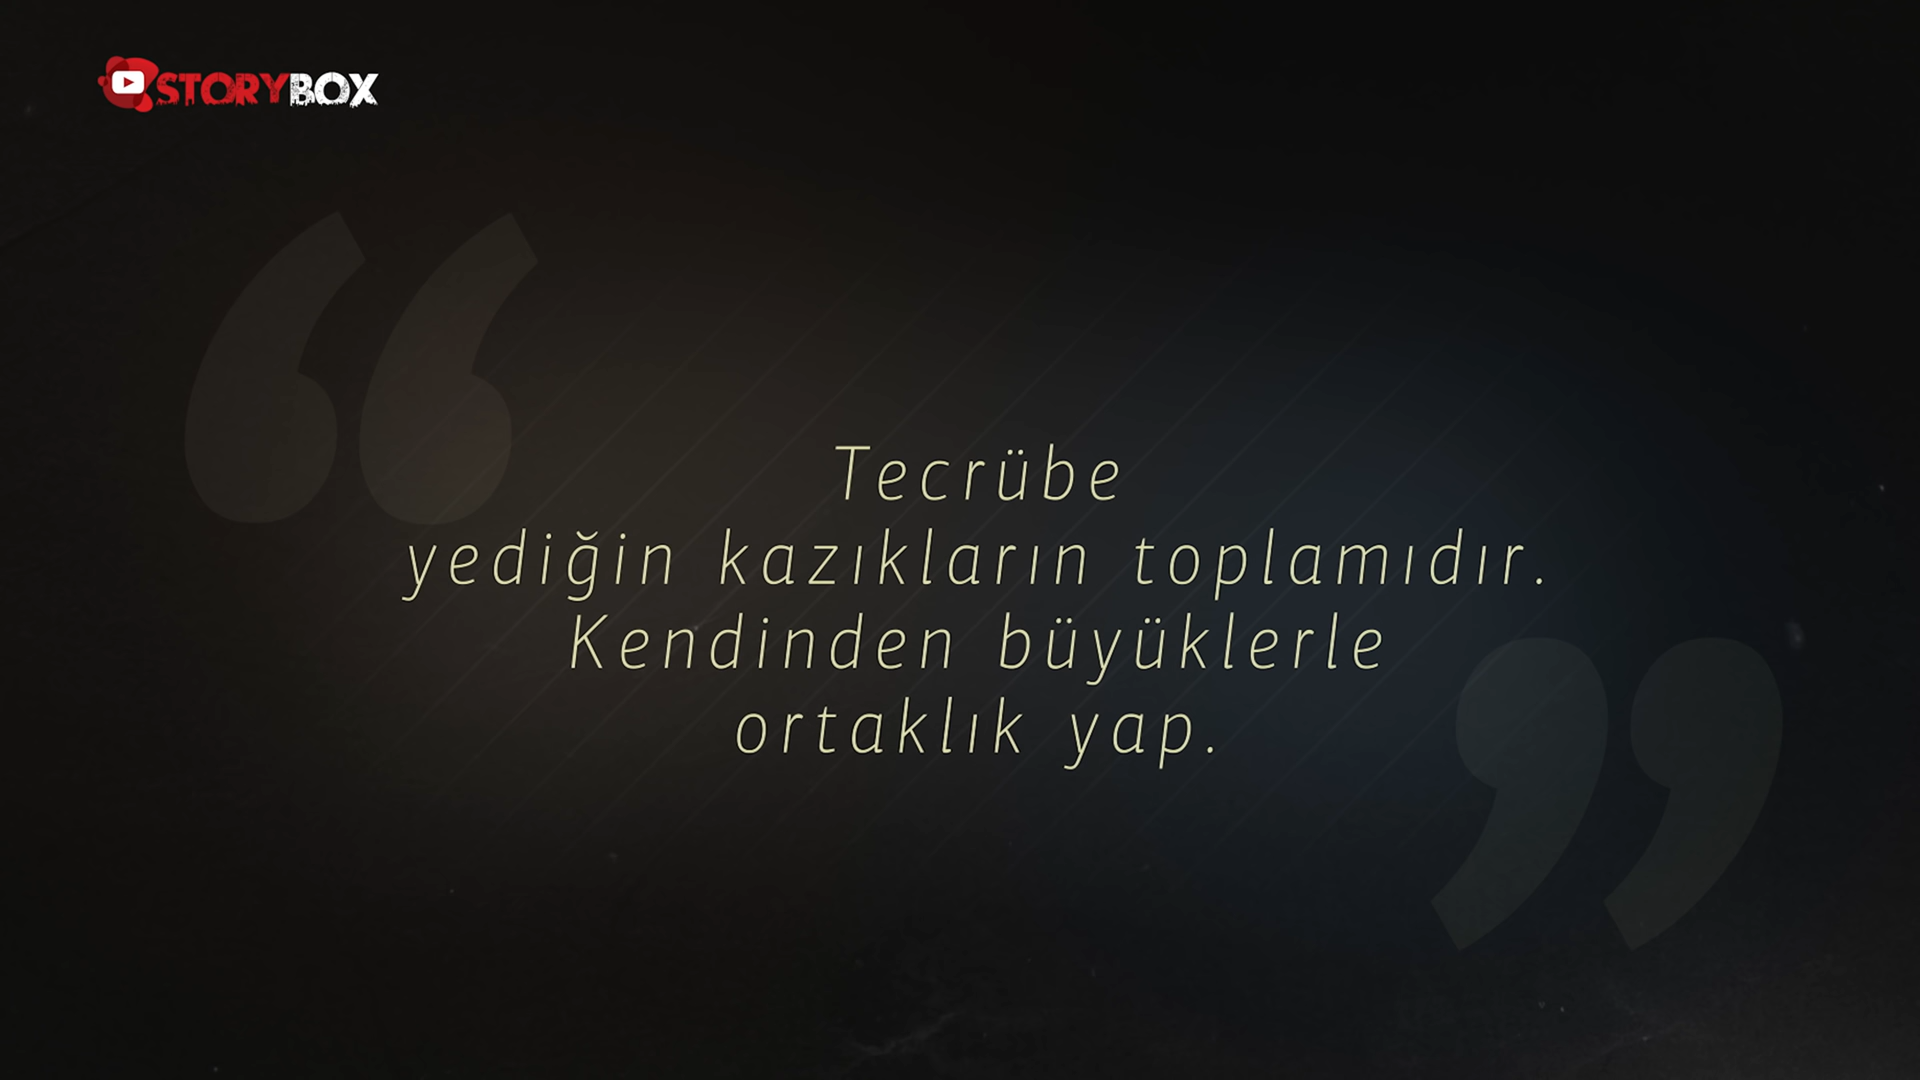 STORYBOX
Tecrübe
yediğin kazıkların toplamıdır.
Kendinden büyüklerle
ortaklık yap.